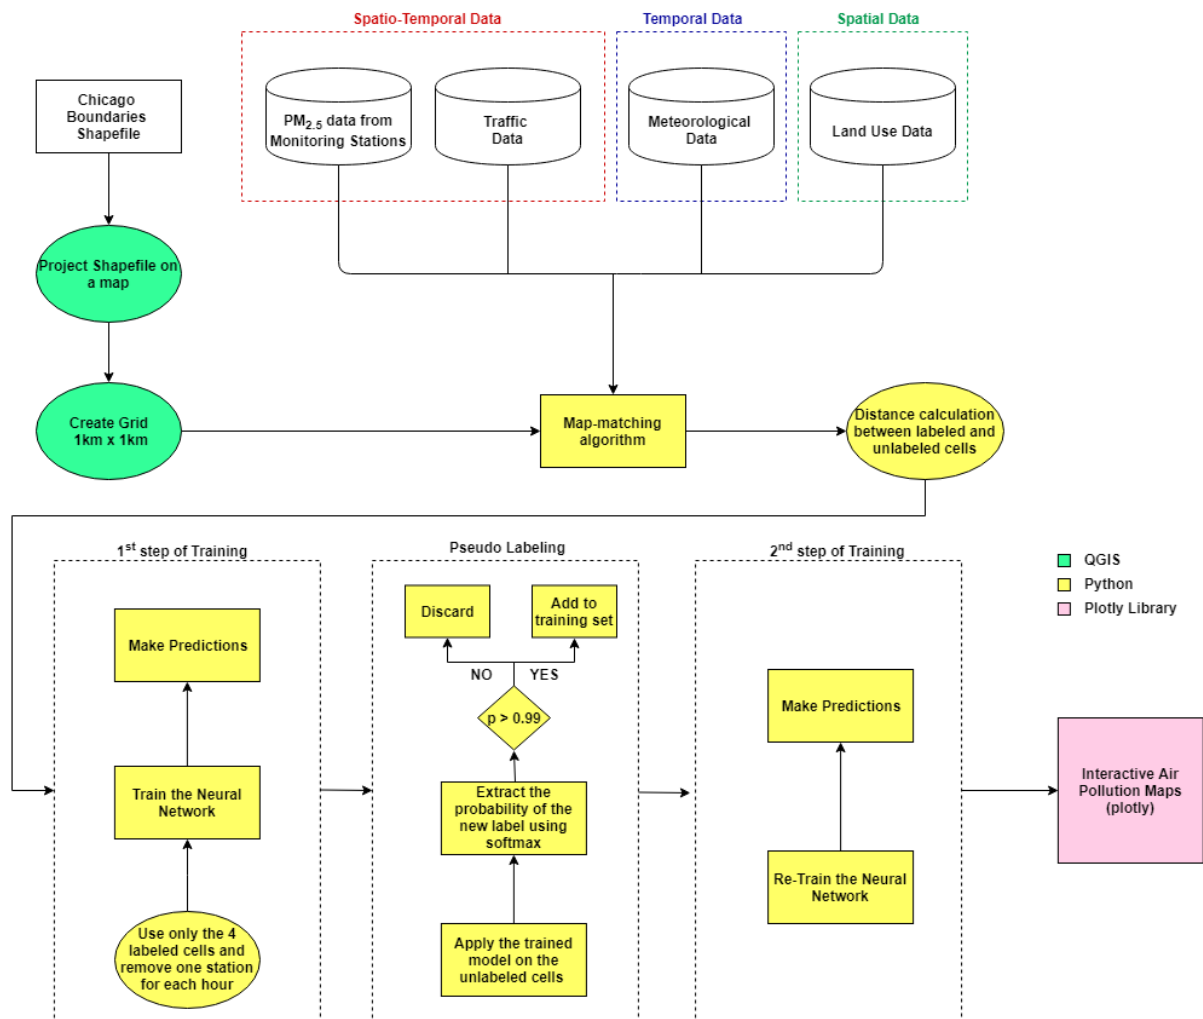 Spatio-Temporal Data
Temporal Data
Spatial Data
Chicago
Boundaries
Shapefile
PM2.5 data from
Monitoring Stations
Traffic
Data
Meteorological
Data
Land Use Data
Project Shapefile on
a map
Create Grid
1km x 1km
Map-matching
algorithm
Distance calculation
between labeled and
unlabeled cells
1st step of Training
Make Predictions
Train the Neural
Network
Use only the 4
labeled cells and
remove one station
for each hour
Pseudo Labeling
Discard
Add to
training set
NO
YES
p > 0.99
Extract the
probability of the
new label using
softmax
Apply the trained
model on the
unlabeled cells
2nd step of Training
Make Predictions
Re-Train the Neural
Network
QGIS
Python
Plotly Library
Interactive Air
Pollution Maps
(plotly)